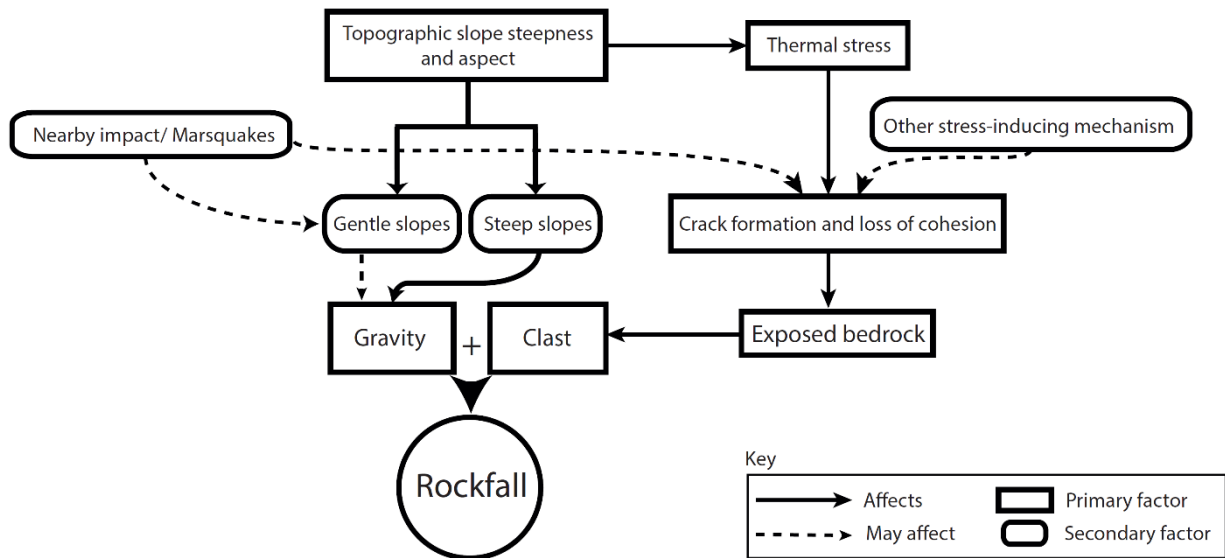 Topographic slope steepness
and aspect
Thermal stress
Nearby impact/ Marsquakes
Other stress-inducing mechanism
Gentle slopes
Steep slopes
Crack formation and loss of cohesion
Gravity
+
Clast
Exposed bedrock
Rockfall
Key
Affects
Primary factor
May affect
Secondary factor